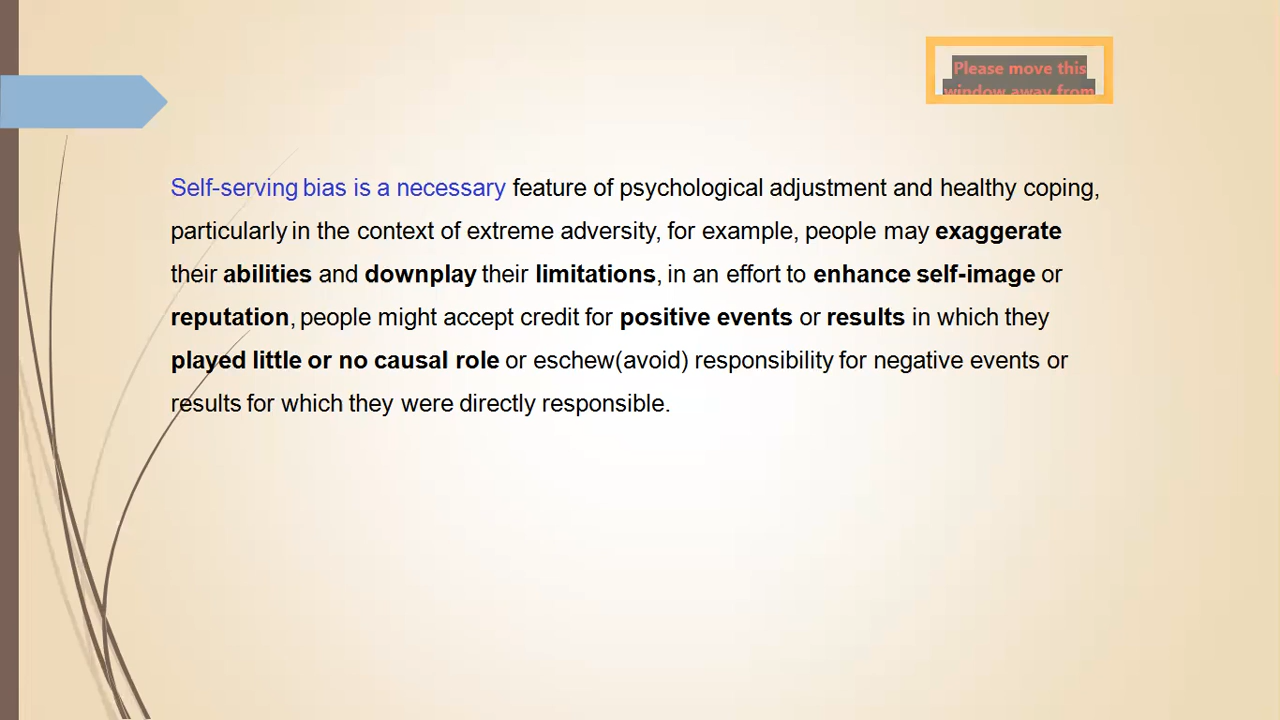 Please move this
window away from
Self-serving bias is a necessary feature of psychological adjustment and healthy coping,
particularly in the context of extreme adversity, for example, people may exaggerate
their abilities and downplay their limitations, in an effort to enhance self-image or
reputation, people might accept credit for positive events or results in which they
played little or no causal role or eschew(avoid) responsibility for negative events or
results for which they were directly responsible.